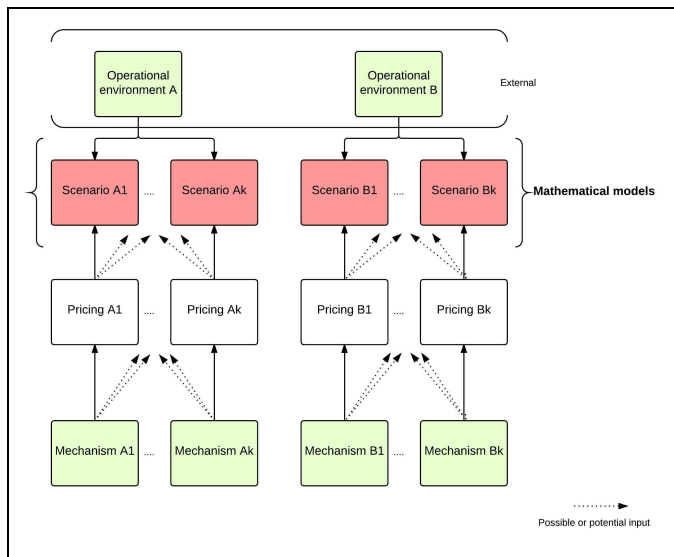 Operational
environment A
Operational
environment B
External
Scenario A1
....
Scenario Ak
Scenario B1
....
Scenario Bk
Mathematical models
Pricing A1
....
Pricing Ak
Pricing B1
....
Pricing Bk
Mechanism A1
....
Mechanism Ak
Mechanism B1
....
Mechanism Bk
Possible or potential input